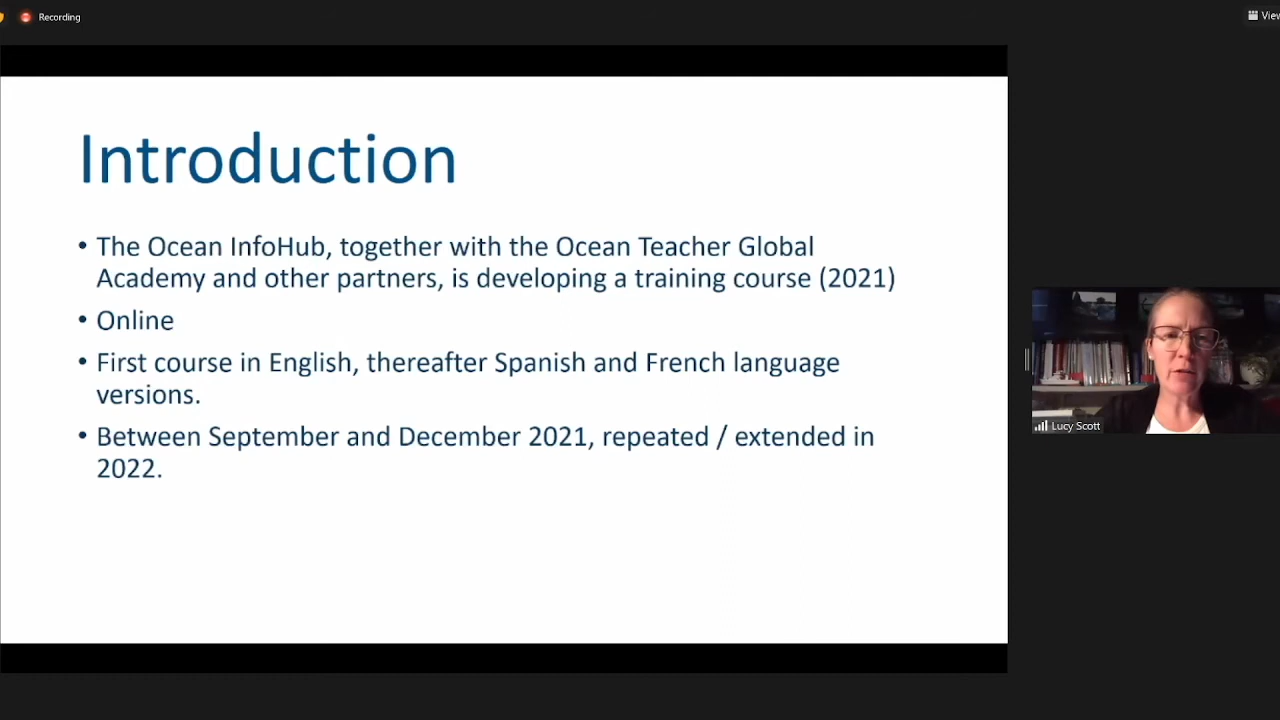 Recording
View
Introduction
• The Ocean InfoHub, together with the Ocean Teacher Global
Academy and other partners, is developing a training course (2021)
• Online
• First course in English, thereafter Spanish and French language
versions.
• Between September and December 2021, repeated / extended in
2022.
Lucy Scott